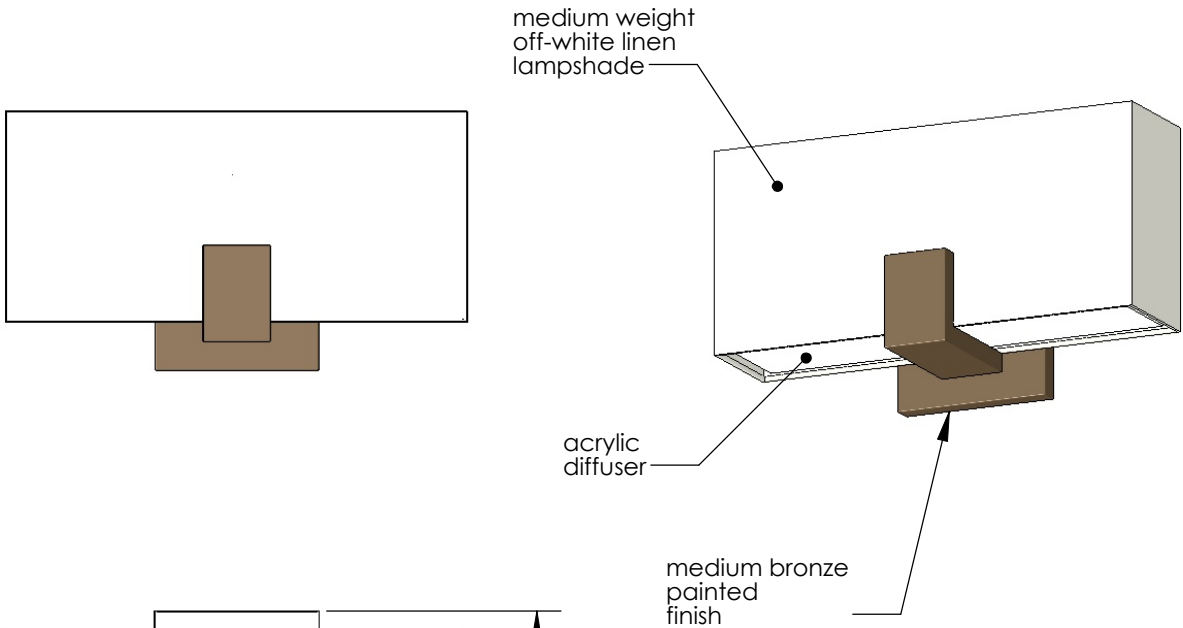 medium weight
off-white linen
lampshade
acrylic
diffuser
medium bronze
painted
finish